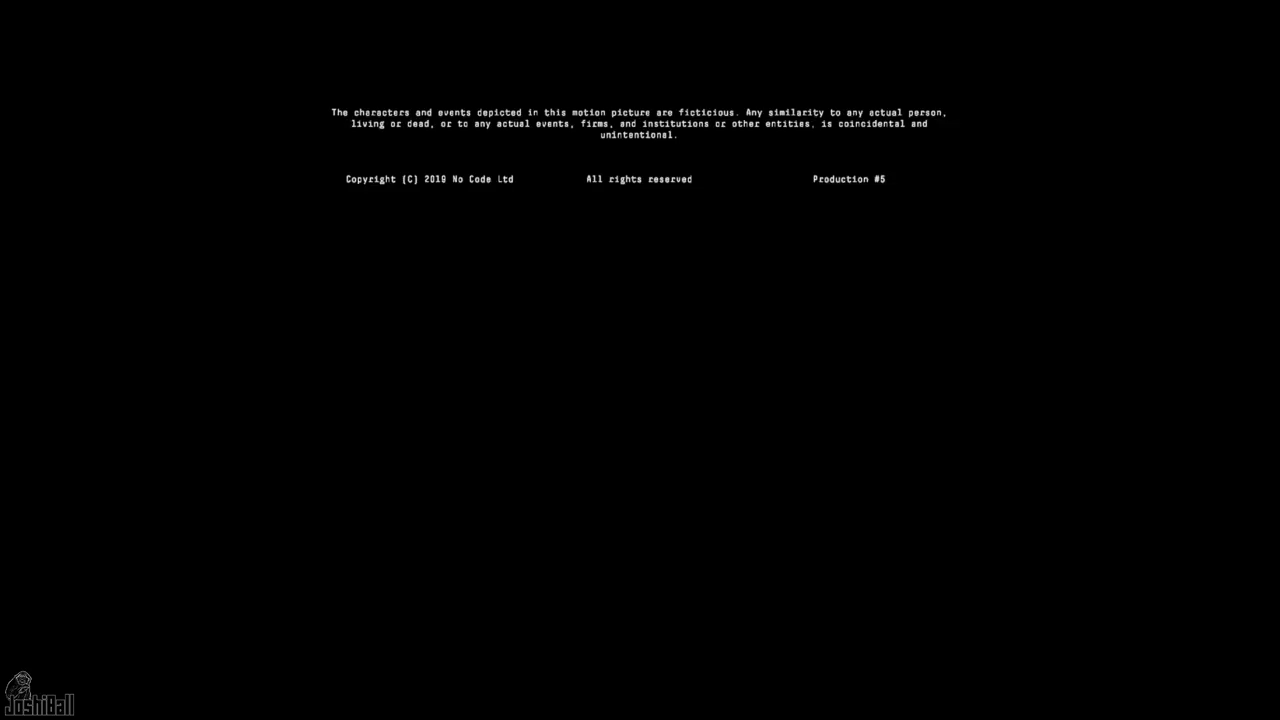 The characters and events depicted in this motion picture are ficticious. Any similarity to any actual person,
living or dead, or to any actual events, firms, and institutions or other entities, is coincidental and
unintentional.
Copyright (C) 2019 No Code Ltd All rights reserved Production #5
JoshiBall